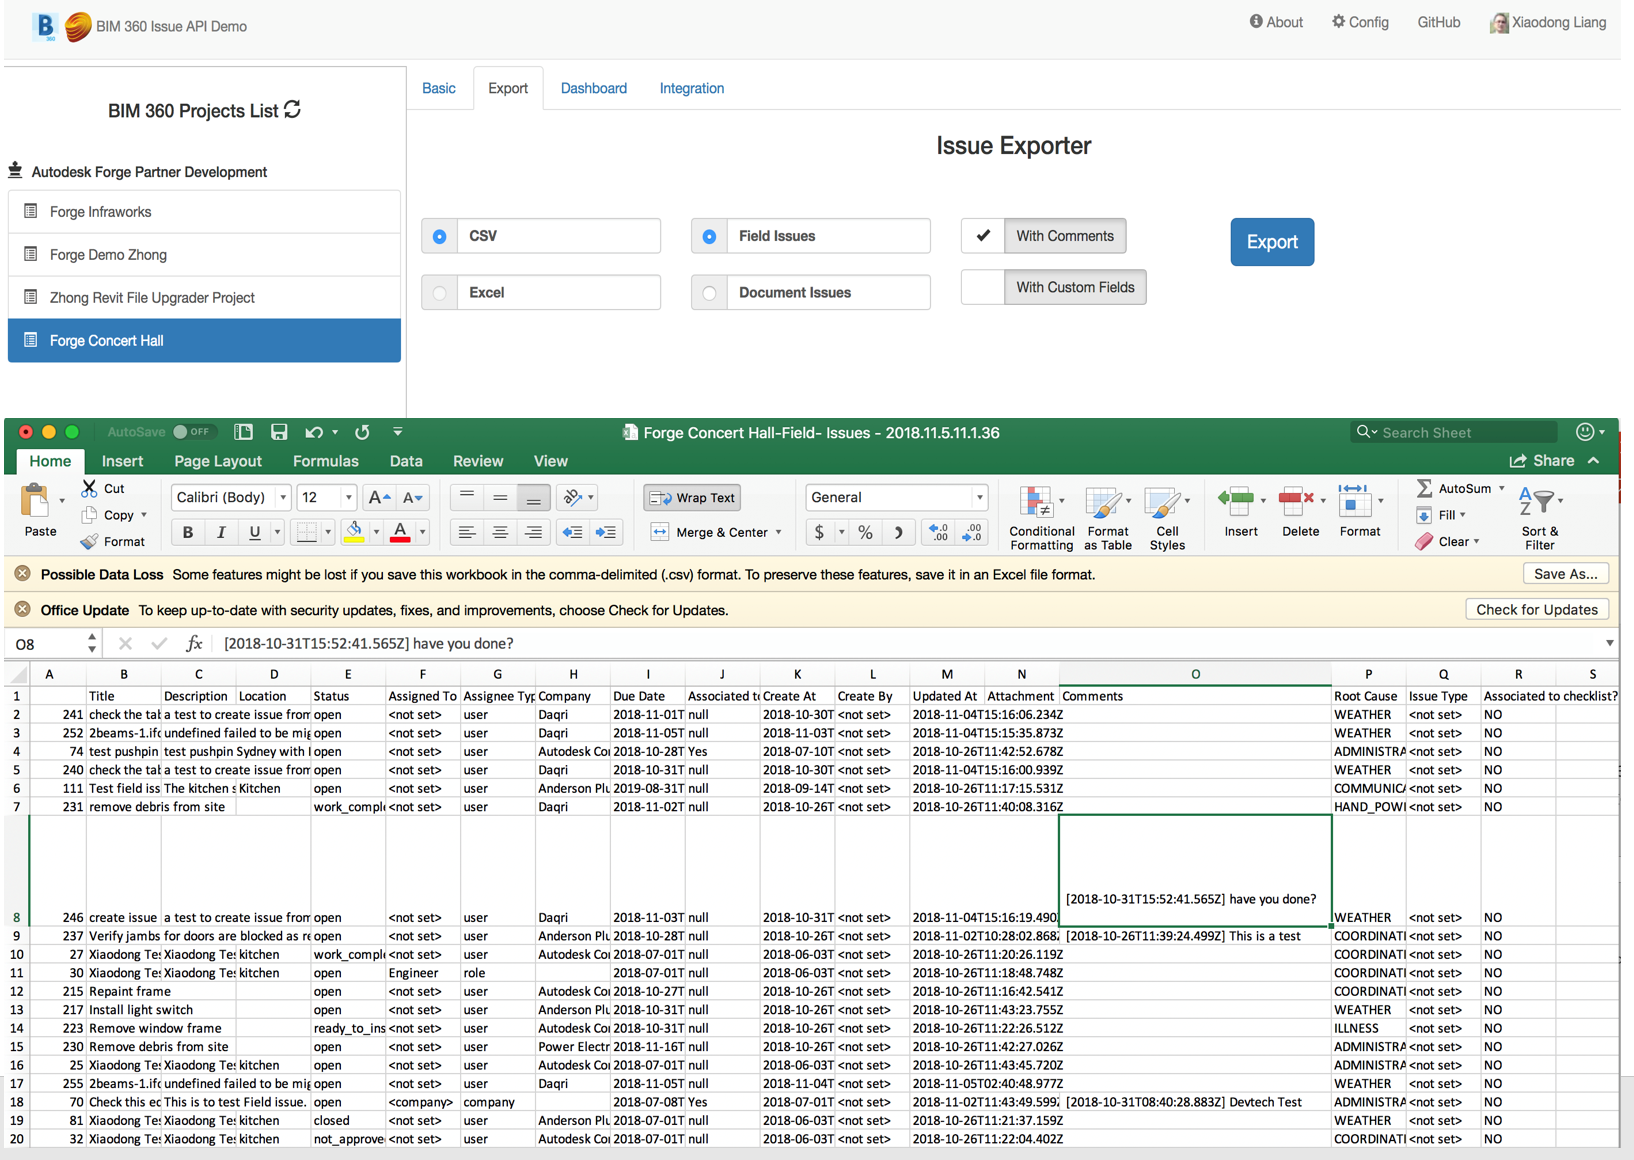 B 360 BIM 360 Issue API Demo About Config GitHub Xiaodong Liang
BIM 360 Projects List
Autodesk Forge Partner Development
Forge Infraworks
Forge Demo Zhong
Zhong Revit File Upgrader Project
Forge Concert Hall
Basic Export Dashboard Integration
Issue Exporter
CSV Field Issues With Comments Export
Excel Document Issues With Custom Fields
AutoSave OFF Forge Concert Hall-Field- Issues - 2018.11.5.11.1.36 Search Sheet
Home Insert Page Layout Formulas Data Review View Share
Paste Cut Copy Format
Calibri (Body) 12 A A
B I U A
Wrap Text
Merge & Center
General
$ % .0 .00 .00 .0
Conditional Formatting Format as Table Cell Styles Insert Delete Format
AutoSum Fill Clear Sort & Filter
Possible Data Loss Some features might be lost if you save this workbook in the comma-delimited (.csv) format. To preserve these features, save it in an Excel file format. Save As...
Office Update To keep up-to-date with security updates, fixes, and improvements, choose Check for Updates. Check for Updates
O8 fx [2018-10-31T15:52:41.565Z] have you done?
A B C D E F G H I J K L M N O P Q R S
1 Title Description Location Status Assigned To Assignee Typ Company Due Date Associated to Create At Create By Updated At Attachment Comments Root Cause Issue Type Associated to checklist?
2 241 check the tab a test to create issue from open <not set> user Daqri 2018-11-01T null 2018-10-30T <not set> 2018-11-04T15:16:06.234Z WEATHER <not set> NO
3 252 2beams-1.ifc undefined failed to be mig open <not set> user Daqri 2018-11-05T null 2018-11-03T <not set> 2018-11-04T15:15:35.873Z WEATHER <not set> NO
4 74 test pushpin test pushpin Sydney with open <not set> user Autodesk Con 2018-10-28T Yes 2018-07-10T <not set> 2018-10-26T11:42:52.678Z ADMINISTRA <not set> NO
5 240 check the tab a test to create issue from open <not set> user Daqri 2018-10-31T null 2018-10-30T <not set> 2018-11-04T15:16:00.939Z WEATHER <not set> NO
6 111 Test field iss The kitchen s Kitchen open <not set> user Anderson Plu 2019-08-31T null 2018-09-14T <not set> 2018-10-26T11:17:15.531Z COMMUNICA <not set> NO
7 231 remove debris from site work_comple <not set> user Daqri 2018-11-02T null 2018-10-26T <not set> 2018-10-26T11:40:08.316Z HAND_POWE <not set> NO
8 246 create issue a test to create issue from open <not set> user Daqri 2018-11-03T null 2018-10-31T <not set> 2018-11-04T15:16:19.490 [2018-10-31T15:52:41.565Z] have you done? WEATHER <not set> NO
9 237 Verify jambs for doors are blocked as re open <not set> user Anderson Plu 2018-10-28T null 2018-10-26T <not set> 2018-11-02T10:28:02.868Z [2018-10-26T11:39:24.499Z] This is a test COORDINATI <not set> NO
10 27 Xiaodong Tes Xiaodong Tes kitchen work_comple <not set> user Autodesk Con 2018-07-01T null 2018-06-03T <not set> 2018-10-26T11:20:26.119Z COORDINATI <not set> NO
11 30 Xiaodong Tes Xiaodong Tes kitchen open Engineer role 2018-07-01T null 2018-06-03T <not set> 2018-10-26T11:18:48.748Z COORDINATI <not set> NO
12 215 Repaint frame open <not set> user Autodesk Con 2018-10-27T null 2018-10-26T <not set> 2018-10-26T11:16:42.541Z COORDINATI <not set> NO
13 217 Install light switch open <not set> user Anderson Plu 2018-10-31T null 2018-10-26T <not set> 2018-10-26T11:43:23.755Z WEATHER <not set> NO
14 223 Remove window frame ready_to_ins <not set> user Autodesk Con 2018-10-31T null 2018-10-26T <not set> 2018-10-26T11:22:26.512Z ILLNESS <not set> NO
15 230 Remove debris from site open <not set> user Power Electr 2018-11-16T null 2018-10-26T <not set> 2018-10-26T11:42:27.026Z ADMINISTRA <not set> NO
16 25 Xiaodong Tes Xiaodong Tes kitchen open <not set> user Autodesk Con 2018-07-01T null 2018-06-03T <not set> 2018-10-26T11:43:45.720Z ADMINISTRA <not set> NO
17 255 2beams-1.ifc undefined failed to be mig open <not set> user Daqri 2018-11-05T null 2018-11-04T <not set> 2018-11-05T02:40:48.977Z WEATHER <not set> NO
18 70 Check this ed This is to test Field issue. open <company> company 2018-07-08T Yes 2018-07-01T <not set> 2018-11-02T11:43:49.599Z [2018-10-31T08:40:28.883Z] Devtech Test ADMINISTRA <not set> NO
19 81 Xiaodong Tes Xiaodong Tes kitchen closed <not set> user Anderson Plu 2018-07-01T null 2018-06-03T <not set> 2018-10-26T11:21:37.159Z WEATHER <not set> NO
20 32 Xiaodong Tes Xiaodong Tes kitchen not_approve <not set> user Autodesk Con 2018-07-01T null 2018-06-03T <not set> 2018-10-26T11:22:04.402Z COORDINATI <not set> NO